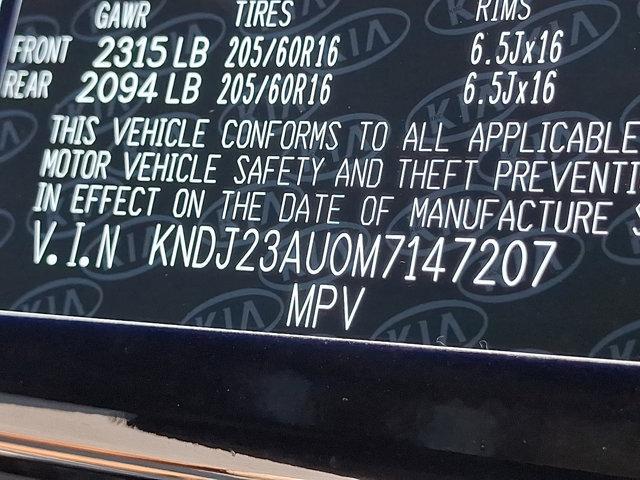 GAWR TIRES RIMS
FRONT 2315 LB 205/60R16 6.5Jx16
REAR 2094 LB 205/60R16 6.5Jx16
THIS VEHICLE CONFORMS TO ALL APPLICABLE
MOTOR VEHICLE SAFETY AND THEFT PREVENTI
IN EFFECT ON THE DATE OF MANUFACTURE S
V.I.N KNDJ23AU0M7147207
MPV